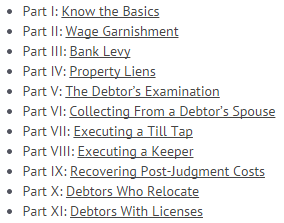 Part I: Know the Basics
Part II: Wage Garnishment
Part III: Bank Levy
Part IV: Property Liens
Part V: The Debtor's Examination
Part VI: Collecting From a Debtor's Spouse
Part VII: Executing a Till Tap
Part VIII: Executing a Keeper
Part IX: Recovering Post-Judgment Costs
Part X: Debtors Who Relocate
Part XI: Debtors With Licenses